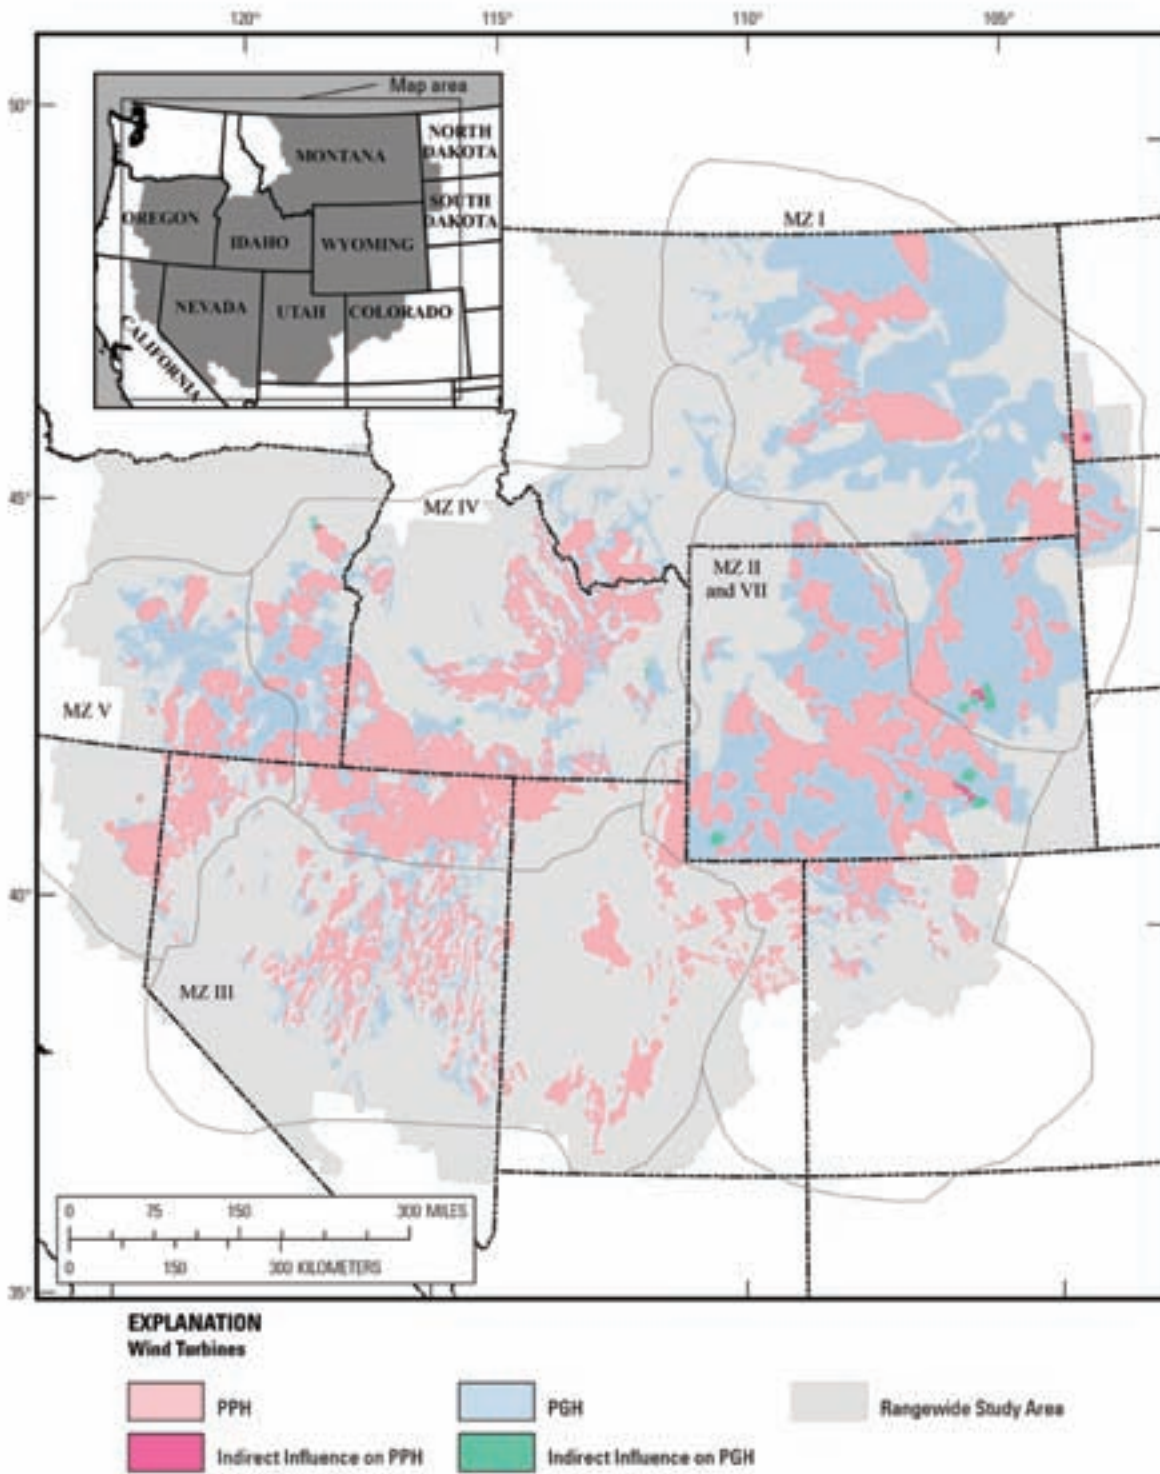 120° 115° 110° 105°
50°
Map area
NORTH
DAKOTA
MONTANA
SOUTH
DAKOTA
OREGON
IDAHO
WYOMING
NEVADA
UTAH
COLORADO
CALIFORNIA
MZ I
45°
MZ IV
MZ II
and VII
MZ V
40°
MZ III
0 75 150 300 MILES
0 150 300 KILOMETERS
35°
EXPLANATION
Wind Turbines
PPH
PGH
Rangewide Study Area
Indirect Influence on PPH
Indirect Influence on PGH